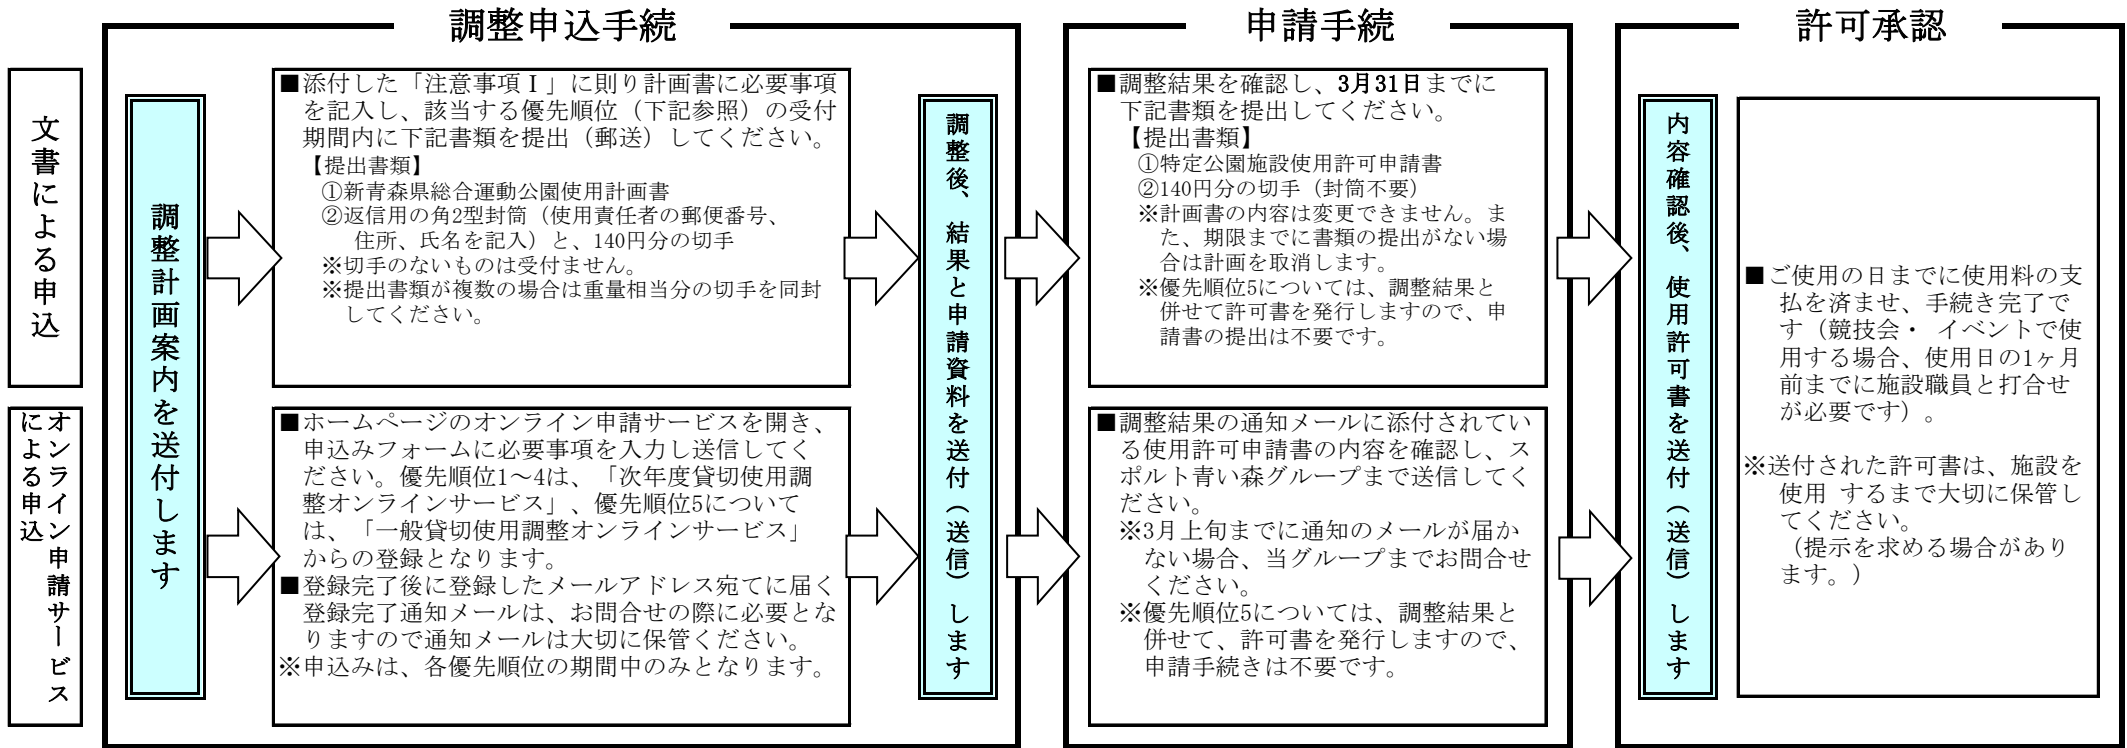 調整申込手続
申請手続
許可承認
文書による申込
オンライン申請サービス
による申込
調整計画案内を送付します
■添付した「注意事項Ⅰ」に則り計画書に必要事項
を記入し、該当する優先順位（下記参照）の受付
期間内に下記書類を提出（郵送）してください。
【提出書類】
①新青森県総合運動公園使用計画書
②返信用の角2型封筒（使用責任者の郵便番号、
住所、氏名を記入）と、140円分の切手
※切手のないものは受付ません。
※提出書類が複数の場合は重量相当分の切手を同封
してください。
■ホームページのオンライン申請サービスを開き、
申込みフォームに必要事項を入力し送信してく
ださい。優先順位1～4は、「次年度貸切使用調
整オンラインサービス」、優先順位5について
は、「一般貸切使用調整オンラインサービス」
からの登録となります。
■登録完了後に登録したメールアドレス宛てに届く
登録完了通知メールは、お問合せの際に必要とな
りますので通知メールは大切に保管ください。
※申込みは、各優先順位の期間中のみとなります。
調整後、結果と申請資料を送付（送信）します
■調整結果を確認し、3月31日までに
下記書類を提出してください。
【提出書類】
①特定公園施設使用許可申請書
②140円分の切手（封筒不要）
※計画書の内容は変更できません。ま
た、期限までに書類の提出がない場
合は計画を取消します。
※優先順位5については、調整結果と
併せて許可書を発行しますので、申
請書の提出は不要です。
■調整結果の通知メールに添付されてい
る使用許可申請書の内容を確認し、ス
ポルト青い森グループまで送信してく
ださい。
※3月上旬までに通知のメールが届か
ない場合、当グループまでお問合せ
ください。
※優先順位5については、調整結果と
併せて、許可書を発行しますので、
申請手続きは不要です。
内容確認後、使用許可書を送付（送信）します
■ご使用の日までに使用料の支
払を済ませ、手続き完了で
す（競技会・ イベントで使
用する場合、使用日の1ヶ月
前までに施設職員と打合せ
が必要です）。
※送付された許可書は、施設を
使用 するまで大切に保管し
てください。
（提示を求める場合があり
ます。）